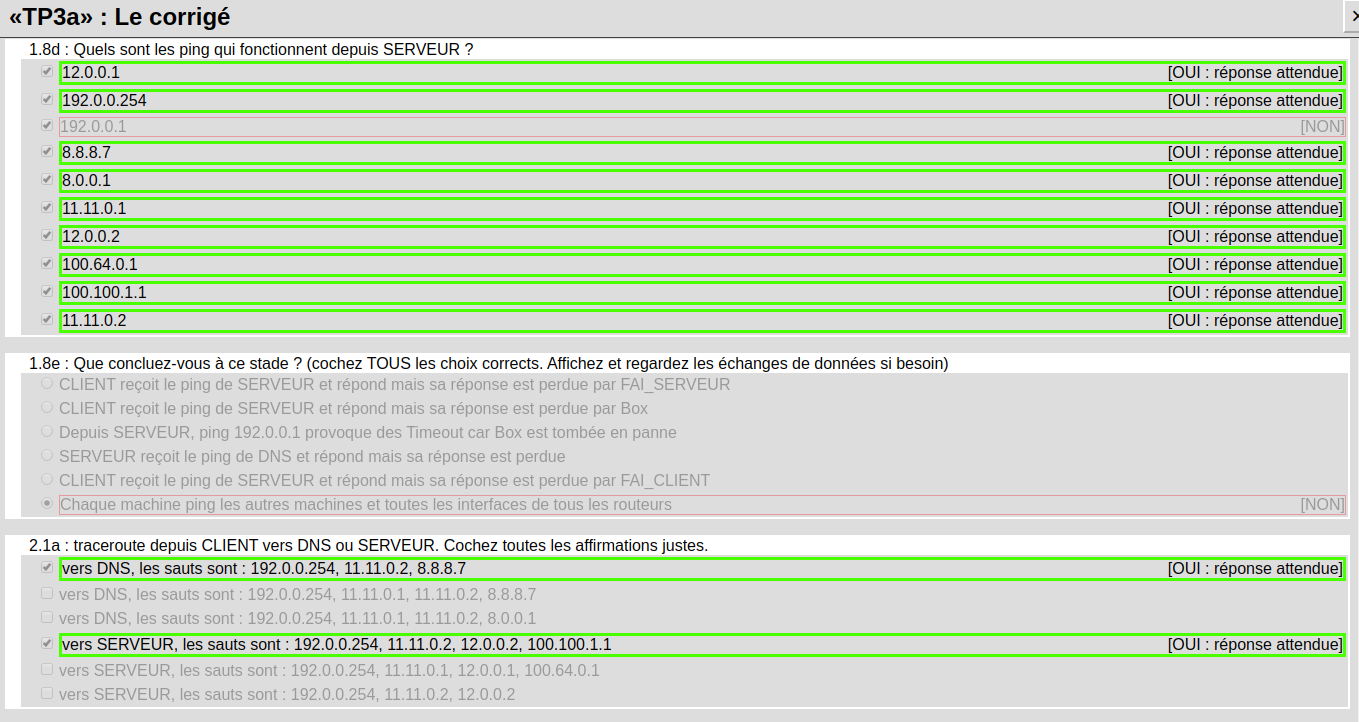 «TP3a» : Le corrigé
1.8d : Quels sont les ping qui fonctionnent depuis SERVEUR ?
12.0.0.1 [OUI : réponse attendue]
192.0.0.254 [OUI : réponse attendue]
192.0.0.1 [NON]
8.8.8.7 [OUI : réponse attendue]
8.0.0.1 [OUI : réponse attendue]
11.11.0.1 [OUI : réponse attendue]
12.0.0.2 [OUI : réponse attendue]
100.64.0.1 [OUI : réponse attendue]
100.100.1.1 [OUI : réponse attendue]
11.11.0.2 [OUI : réponse attendue]
1.8e : Que concluez-vous à ce stade ? (cochez TOUS les choix corrects. Affichez et regardez les échanges de données si besoin)
CLIENT reçoit le ping de SERVEUR et répond mais sa réponse est perdue par FAI_SERVEUR
CLIENT reçoit le ping de SERVEUR et répond mais sa réponse est perdue par Box
Depuis SERVEUR, ping 192.0.0.1 provoque des Timeout car Box est tombée en panne
SERVEUR reçoit le ping de DNS et répond mais sa réponse est perdue
CLIENT reçoit le ping de SERVEUR et répond mais sa réponse est perdue par FAI_CLIENT
Chaque machine ping les autres machines et toutes les interfaces de tous les routeurs [NON]
2.1a : traceroute depuis CLIENT vers DNS ou SERVEUR. Cochez toutes les affirmations justes.
vers DNS, les sauts sont : 192.0.0.254, 11.11.0.2, 8.8.8.7 [OUI : réponse attendue]
vers DNS, les sauts sont : 192.0.0.254, 11.11.0.1, 11.11.0.2, 8.8.8.7
vers DNS, les sauts sont : 192.0.0.254, 11.11.0.1, 11.11.0.2, 8.0.0.1
vers SERVEUR, les sauts sont : 192.0.0.254, 11.11.0.2, 12.0.0.2, 100.100.1.1 [OUI : réponse attendue]
vers SERVEUR, les sauts sont : 192.0.0.254, 11.11.0.1, 12.0.0.1, 100.64.0.1
vers SERVEUR, les sauts sont : 192.0.0.254, 11.11.0.2, 12.0.0.2